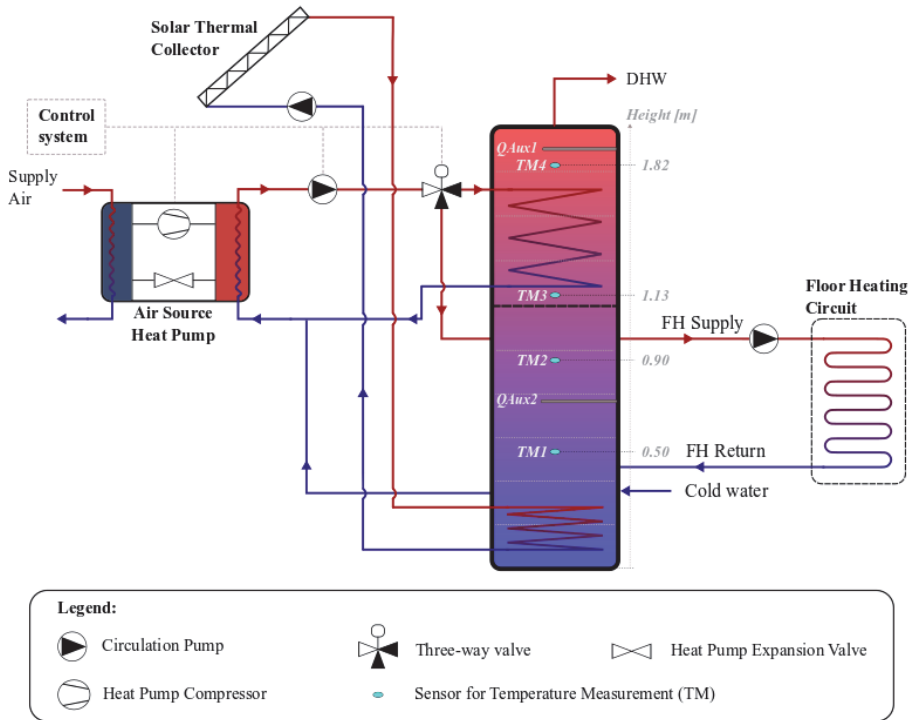 Solar Thermal
Collector
DHW
Control
system
Height [m]
QAux1
TM4
1.82
Supply
Air
TM3
1.13
Floor Heating
Circuit
Air Source
Heat Pump
FH Supply
TM2
0.90
QAux2
TM1
0.50
FH Return
Cold water
Legend:
Circulation Pump
Three-way valve
Heat Pump Expansion Valve
Heat Pump Compressor
Sensor for Temperature Measurement (TM)